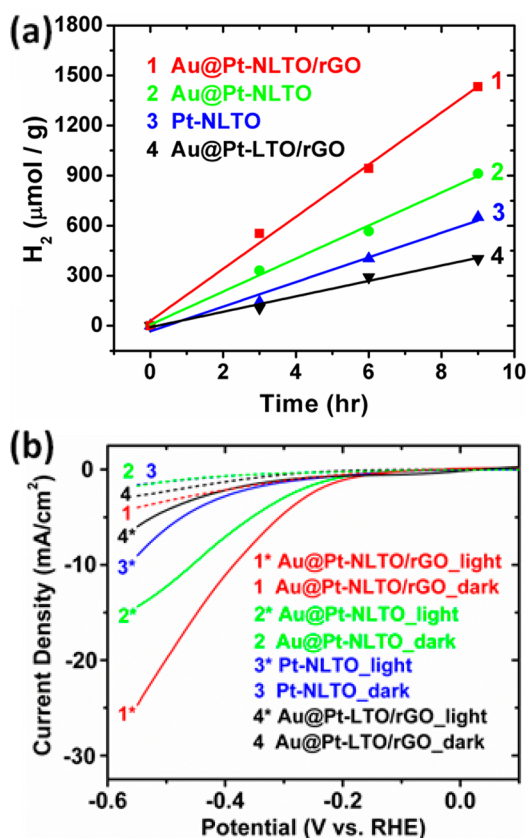 (a)
1800
1500
1200
900
600
300
0
H₂ (μmol / g)
1 Au@Pt-NLTO/rGO
2 Au@Pt-NLTO
3 Pt-NLTO
4 Au@Pt-LTO/rGO
1
2
3
4
0 2 4 6 8 10
Time (hr)
(b)
0
-10
-20
-30
Current Density (mA/cm²)
2 3
4
1
4*
3*
2*
1*
1* Au@Pt-NLTO/rGO_light
1 Au@Pt-NLTO/rGO_dark
2* Au@Pt-NLTO_light
2 Au@Pt-NLTO_dark
3* Pt-NLTO_light
3 Pt-NLTO_dark
4* Au@Pt-LTO/rGO_light
4 Au@Pt-LTO/rGO_dark
-0.6 -0.4 -0.2 0.0
Potential (V vs. RHE)